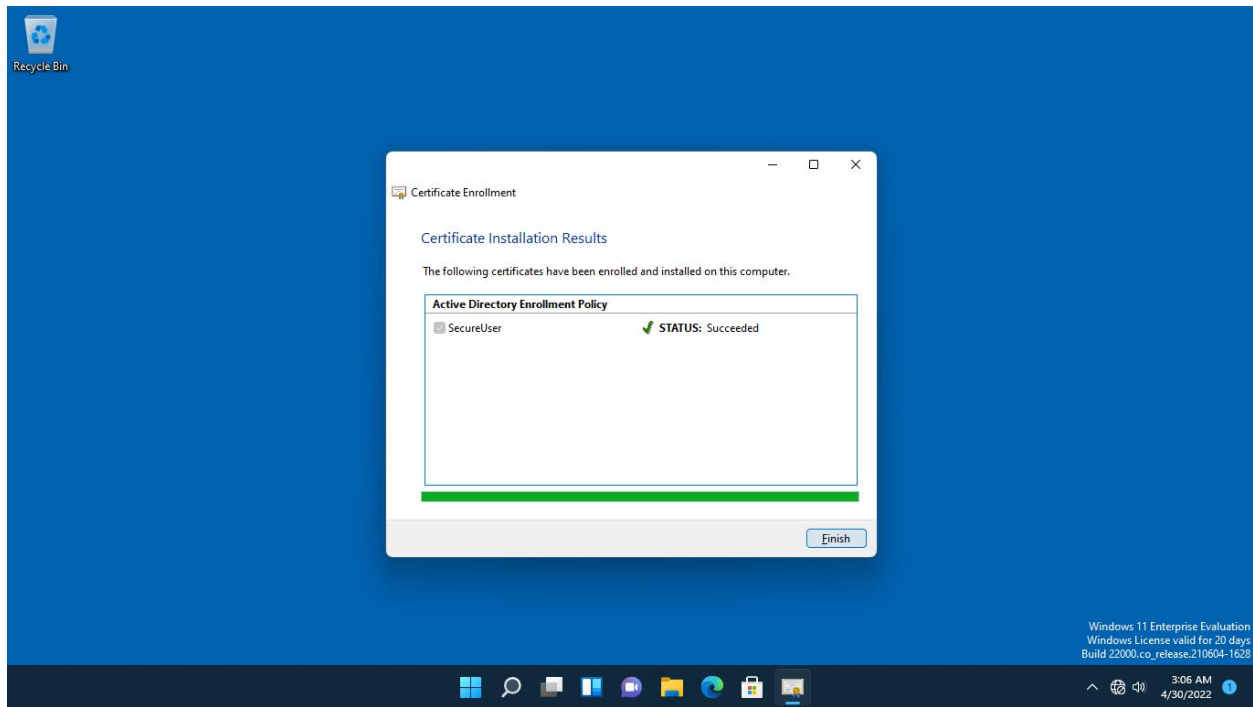 Recycle Bin
Certificate Enrollment
Certificate Installation Results
The following certificates have been enrolled and installed on this computer.
Active Directory Enrollment Policy
SecureUser STATUS: Succeeded
Finish
Windows 11 Enterprise Evaluation
Windows License valid for 20 days
Build 22000.co_release.210604-1628
3:06 AM
4/30/2022
1